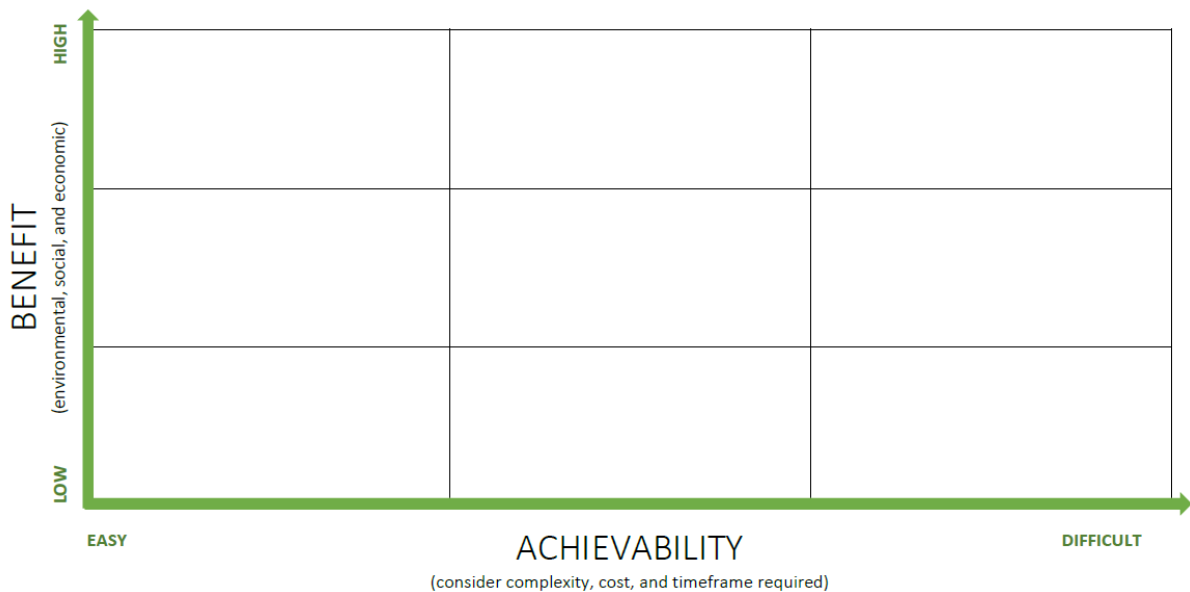 HIGH
BENEFIT
(environmental, social, and economic)
LOW
EASY
ACHIEVABILITY
DIFFICULT
(consider complexity, cost, and timeframe required)